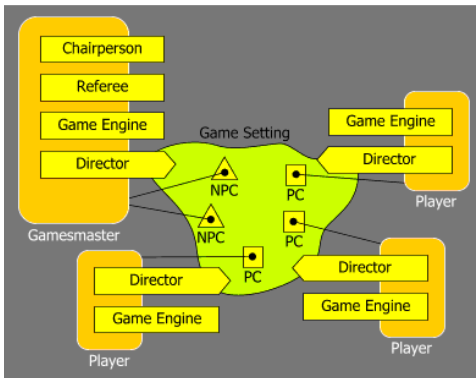 Chairperson
Referee
Game Engine
Director
Gamesmaster
Game Setting
NPC
NPC
PC
PC
PC
Game Engine
Director
Player
Director
Game Engine
Player
Director
Game Engine
Player